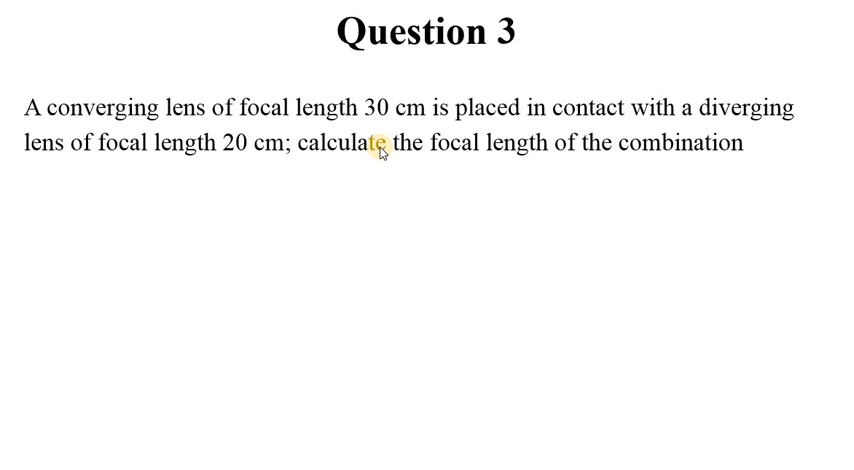 Question 3
A converging lens of focal length 30 cm is placed in contact with a diverging
lens of focal length 20 cm; calculate the focal length of the combination